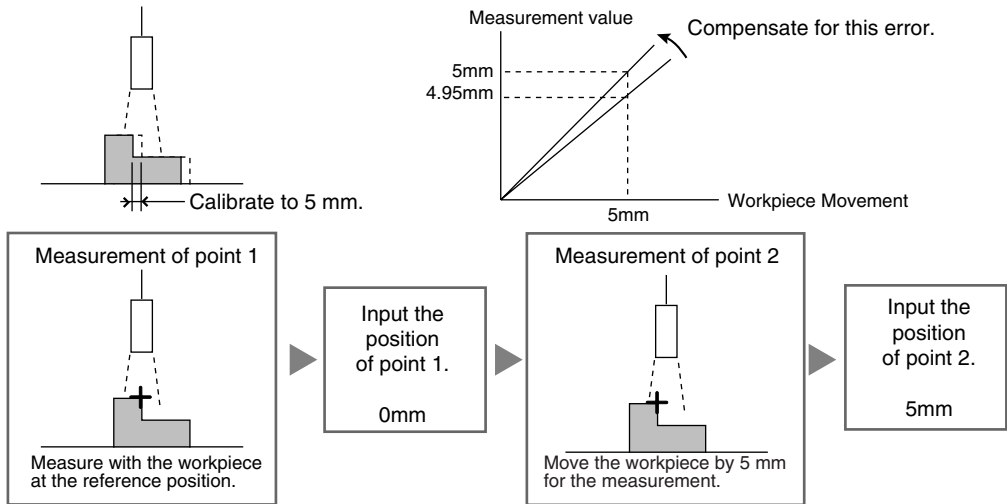 Measurement value
Compensate for this error.
5mm
4.95mm
Calibrate to 5 mm.
5mm
Workpiece Movement
Measurement of point 1
Measure with the workpiece
at the reference position.
Input the
position
of point 1.
0mm
Measurement of point 2
Move the workpiece by 5 mm
for the measurement.
Input the
position
of point 2.
5mm